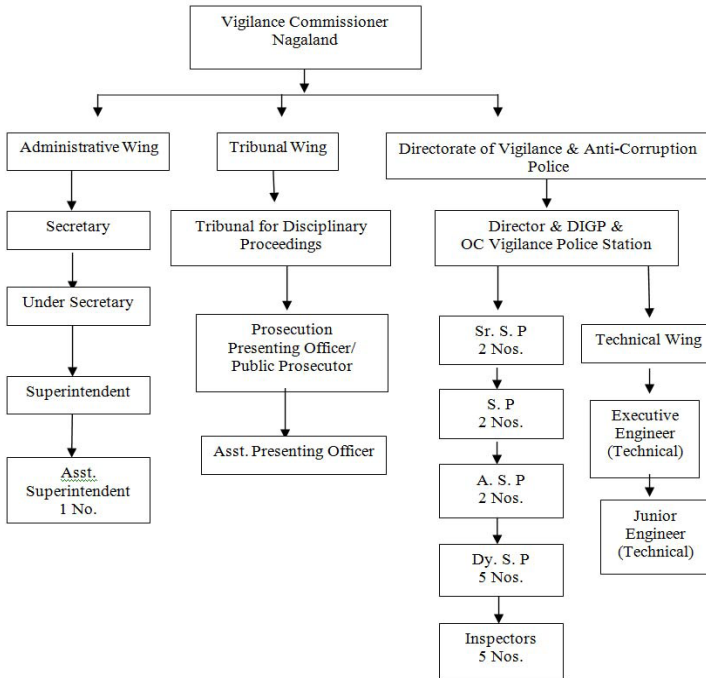 Vigilance Commissioner
Nagaland
Administrative Wing
Tribunal Wing
Directorate of Vigilance & Anti-Corruption
Police
Secretary
Tribunal for Disciplinary
Proceedings
Director & DIGP &
OC Vigilance Police Station
Under Secretary
Prosecution
Presenting Officer/
Public Prosecutor
Sr. S. P
2 Nos.
Technical Wing
Superintendent
S. P
2 Nos.
Executive
Engineer
(Technical)
Asst. Presenting Officer
Asst.
Superintendent
1 No.
A. S. P
2 Nos.
Junior
Engineer
(Technical)
Dy. S. P
5 Nos.
Inspectors
5 Nos.